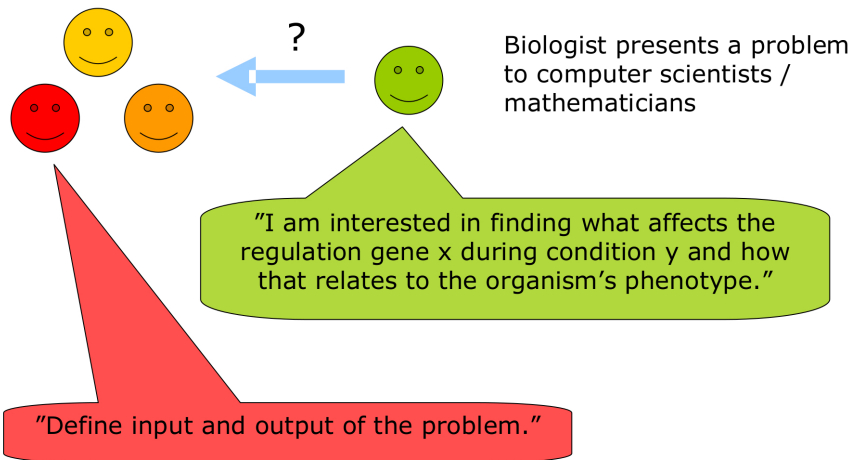 ?
Biologist presents a problem
to computer scientists /
mathematicians
”I am interested in finding what affects the
regulation gene x during condition y and how
that relates to the organism’s phenotype.”
”Define input and output of the problem.”